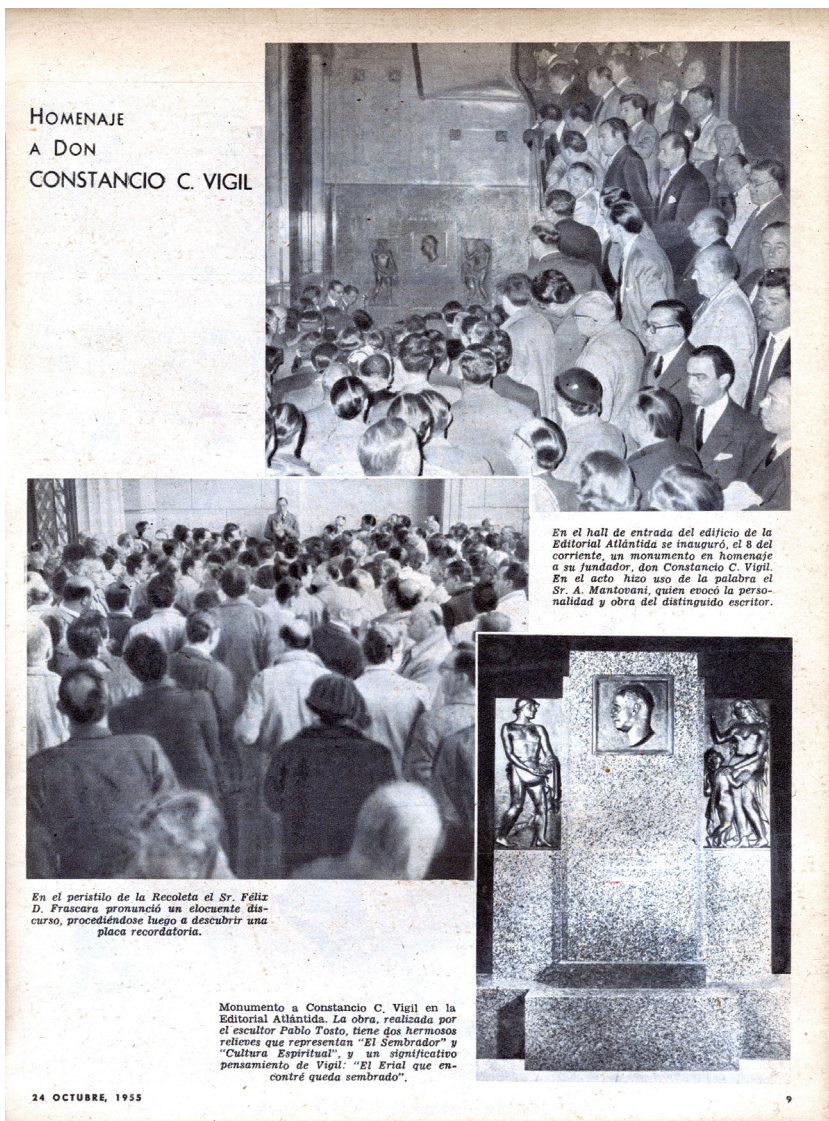 HOMENAJE
A DON
CONSTANCIO C. VIGIL
En el hall de entrada del edificio de la
Editorial Atlántida se inauguró, el 8 del
corriente, un monumento en homenaje
a su fundador, don Constancio C. Vigil.
En el acto hizo uso de la palabra el
Sr. A. Mantovani, quien evocó la perso-
nalidad y obra del distinguido escritor.
En el peristilo de la Recoleta el Sr. Félix
D. Frascara pronunció un elocuente dis-
curso, procediéndose luego a descubrir una
placa recordatoria.
Monumento a Constancio C. Vigil en la
Editorial Atlántida. La obra, realizada por
el escultor Pablo Tosto, tiene dos hermosos
relieves que representan "El Sembrador" y
"Cultura Espiritual", y un significativo
pensamiento de Vigil: "El Erial que en-
contré queda sembrado".
24 OCTUBRE, 1955
9